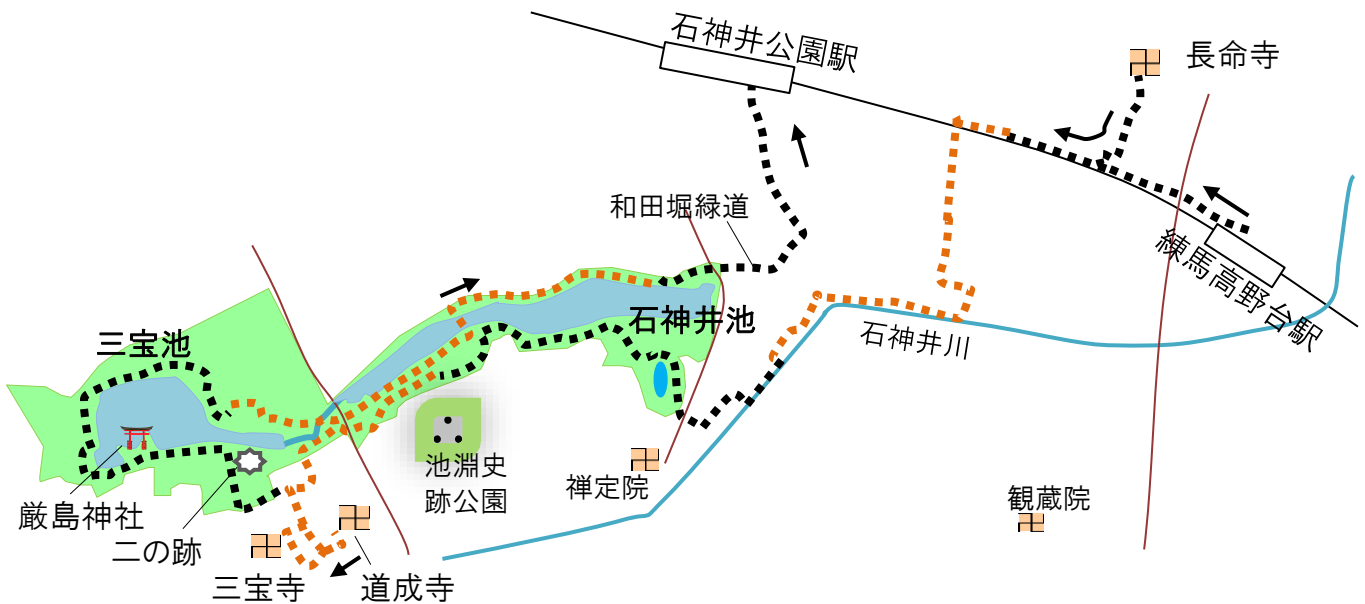 石神井公園駅
長命寺
和田堀緑道
練馬高野台駅
石神井池
三宝池
石神井川
池淵史
跡公園
禅定院
観蔵院
厳島神社
二の跡
三宝寺
道成寺